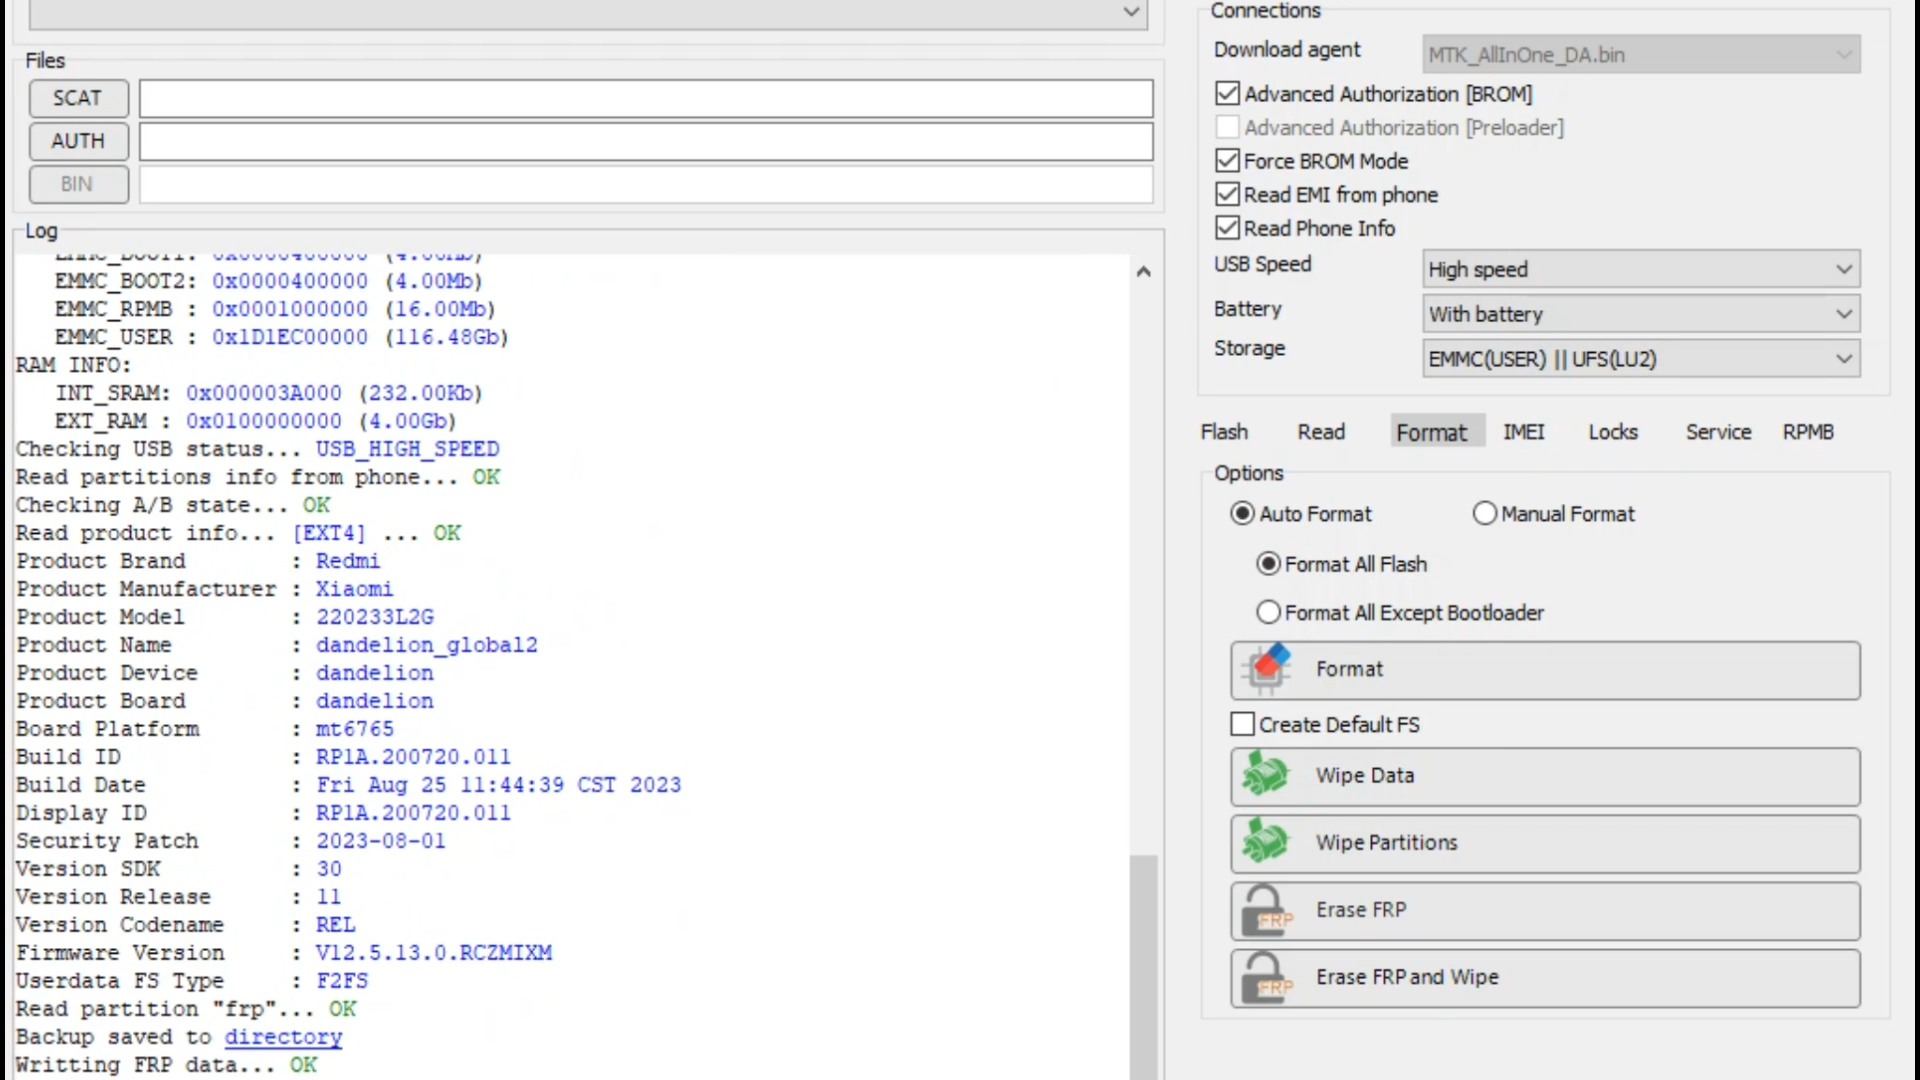 Files
SCAT
AUTH
BIN
Log
EMMC_BOOT1: 0x0000400000 (4.00Mb)
EMMC_BOOT2: 0x0000400000 (4.00Mb)
EMMC_RPMB : 0x0001000000 (16.00Mb)
EMMC_USER : 0x1D1EC00000 (116.48Gb)
RAM INFO:
INT_SRAM: 0x000003A000 (232.00Kb)
EXT_RAM : 0x0100000000 (4.00Gb)
Checking USB status... USB_HIGH_SPEED
Read partitions info from phone... OK
Checking A/B state... OK
Read product info... [EXT4] ... OK
Product Brand : Redmi
Product Manufacturer : Xiaomi
Product Model : 220233L2G
Product Name : dandelion_global2
Product Device : dandelion
Product Board : dandelion
Board Platform : mt6765
Build ID : RP1A.200720.011
Build Date : Fri Aug 25 11:44:39 CST 2023
Display ID : RP1A.200720.011
Security Patch : 2023-08-01
Version SDK : 30
Version Release : 11
Version Codename : REL
Firmware Version : V12.5.13.0.RCZMIXM
Userdata FS Type : F2FS
Read partition "frp"... OK
Backup saved to directory
Writting FRP data... OK
Connections
Download agent MTK_AllInOne_DA.bin
Advanced Authorization [BROM]
Advanced Authorization [Preloader]
Force BROM Mode
Read EMI from phone
Read Phone Info
USB Speed High speed
Battery With battery
Storage EMMC(USER) || UFS(LU2)
Flash Read Format IMEI Locks Service RPMB
Options
Auto Format Manual Format
Format All Flash
Format All Except Bootloader
Format
Create Default FS
Wipe Data
Wipe Partitions
FRP Erase FRP
FRP Erase FRP and Wipe